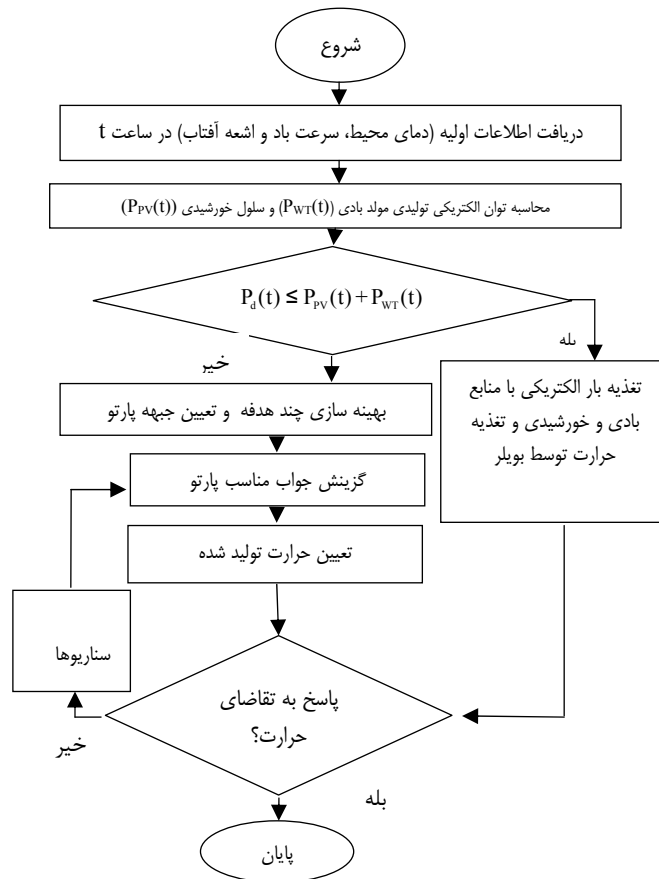 شروع
دریافت اطلاعات اولیه (دمای محیط، سرعت باد و اشعه آفتاب) در ساعت t
محاسبه توان الکتریکی تولیدی مولد بادی (P_WT(t)) و سلول خورشیدی (P_PV(t))
P_d(t) ≤ P_PV(t) + P_WT(t)
بله
خیر
تغذیه بار الکتریکی با منابع
بادی و خورشیدی و تغذیه
حرارت توسط بویلر
بهینه سازی چند هدفه و تعیین جبهه پارتو
گزینش جواب مناسب پارتو
تعیین حرارت تولید شده
سناریوها
پاسخ به تقاضای
حرارت؟
خیر
بله
پایان